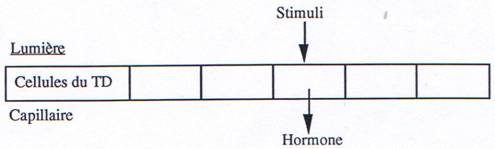 Stimuli
Lumière
Cellules du TD
Capillaire
Hormone